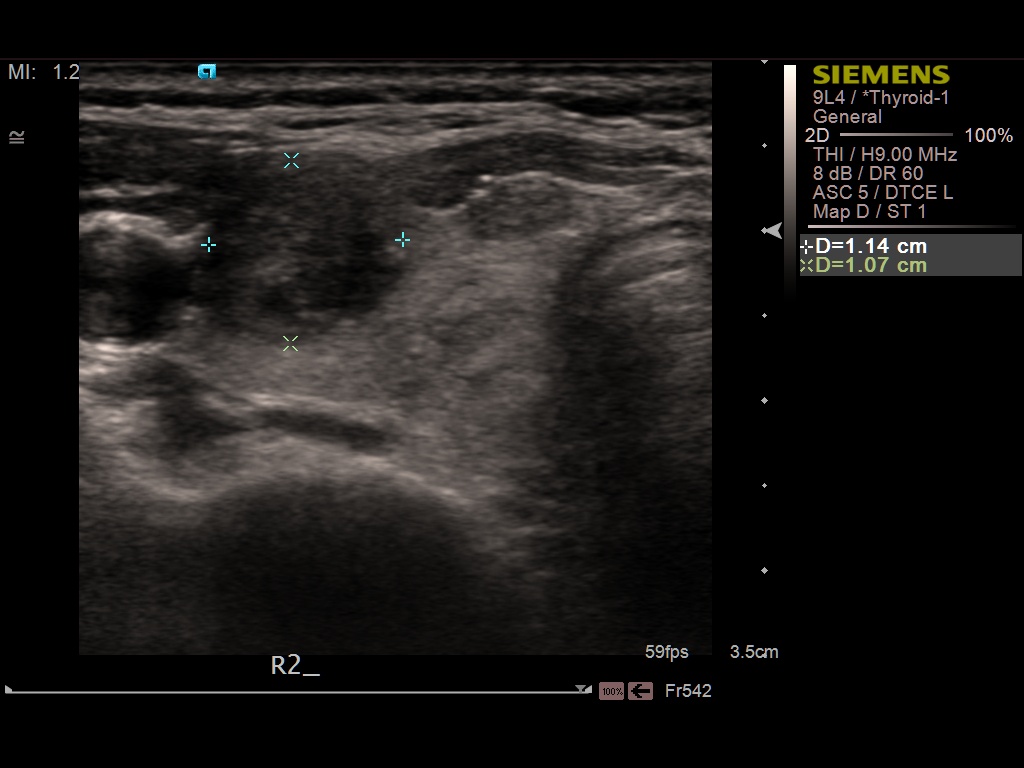 MI: 1.2
SIEMENS
9L4 / *Thyroid-1
General
2D 100%
THI / H9.00 MHz
8 dB / DR 60
ASC 5 / DTCE L
Map D / ST 1
D=1.14 cm
D=1.07 cm
59fps 3.5cm
R2_
100% Fr542